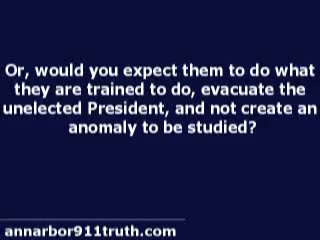 Or, would you expect them to do what
they are trained to do, evacuate the
unelected President, and not create an
anomaly to be studied?
annarbor911truth.com